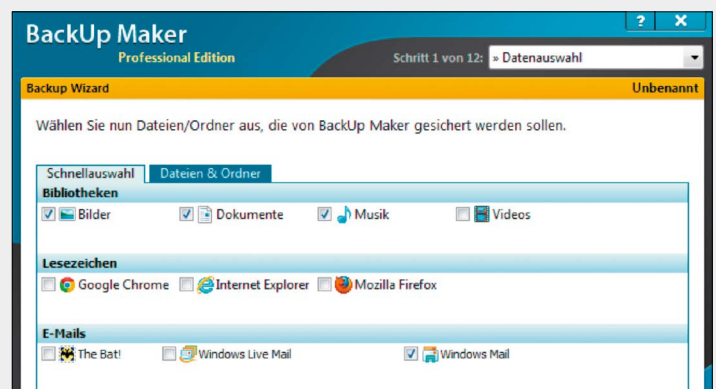 ? X
BackUp Maker
Professional Edition
Schritt 1 von 12: » Datenauswahl
Backup Wizard Unbenannt
Wählen Sie nun Dateien/Ordner aus, die von BackUp Maker gesichert werden sollen.
Schnellauswahl Dateien & Ordner
Bibliotheken
Bilder Dokumente Musik Videos
Lesezeichen
Google Chrome Internet Explorer Mozilla Firefox
E-Mails
The Bat! Windows Live Mail Windows Mail